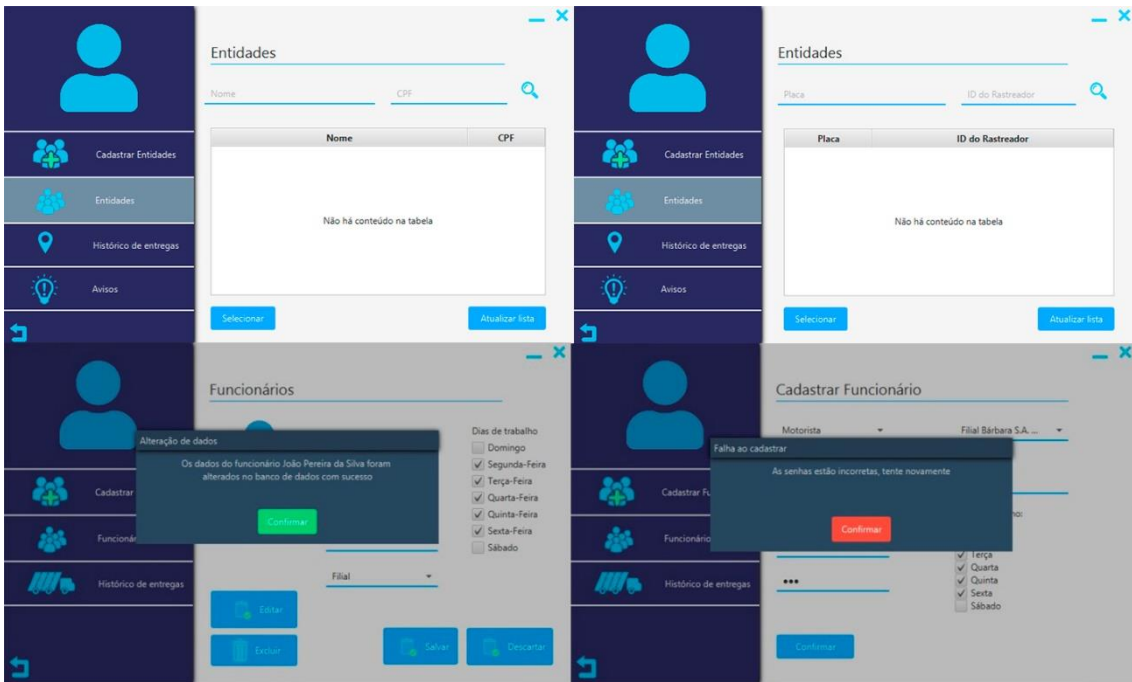 Entidades
Nome CPF
Nome CPF
Não há conteúdo na tabela
Selecionar Atualizar lista
Cadastrar Entidades
Entidades
Histórico de entregas
Avisos
Entidades
Placa ID do Rastreador
Placa ID do Rastreador
Não há conteúdo na tabela
Selecionar Atualizar lista
Cadastrar Entidades
Entidades
Histórico de entregas
Avisos
Funcionários
Alteração de dados
Os dados do funcionário João Pereira da Silva foram
alterados no banco de dados com sucesso
Confirmar
Dias de trabalho
Domingo
Segunda-Feira
Terça-Feira
Quarta-Feira
Quinta-Feira
Sexta-Feira
Sábado
Filial
Editar
Excluir
Salvar
Descartar
Cadastrar
Histórico de entregas
Cadastrar Funcionário
Motorista Filial Bárbara S.A. ...
Falha ao cadastrar
As senhas estão incorretas, tente novamente
Confirmar
Terça
Quarta
Quinta
Sexta
Sábado
Confirmar
Cadastrar
Funcionário
Histórico de entregas